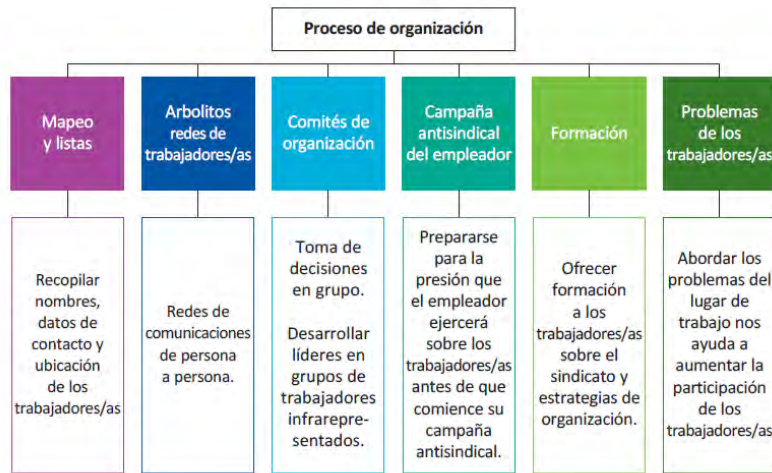 Proceso de organización
Mapeo
y listas
Arbolitos
redes de
trabajadores/as
Comités de
organización
Campaña
antisindical
del empleador
Formación
Problemas
de los
trabajadores/as
Recopilar
nombres,
datos de
contacto y
ubicación
de los
trabajadores/as
Redes de
comunicaciones
de persona
a persona.
Toma de
decisiones
en grupo.
Desarrollar
líderes en
grupos de
trabajadores
infrarepre-
sentados.
Prepararse
para la
presión que
el empleador
ejercerá
sobre los
trabajadores/as
antes de que
comience su
campaña
antisindical.
Ofrecer
formación
a los
trabajadores/as
sobre el
sindicato y
estrategias de
organización.
Abordar los
problemas del
lugar de
trabajo nos
ayuda a
aumentar la
participación
de los
trabajadores/as